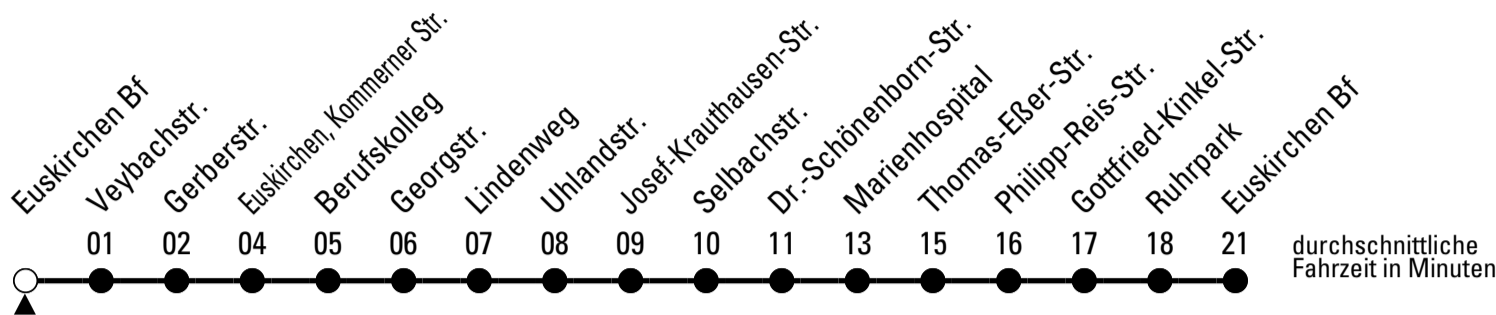 Euskirchen Bf
Veybachstr.
Gerberstr.
Euskirchen, Kommerner Str.
Berufskolleg
Georgstr.
Lindenweg
Uhlandstr.
Josef-Krauthausen-Str.
Selbachstr.
Dr.-Schönenborn-Str.
Marienhospital
Thomas-Eßer-Str.
Philipp-Reis-Str.
Gottfried-Kinkel-Str.
Ruhrpark
Euskirchen Bf
01 02 04 05 06 07 08 09 10 11 13 15 16 17 18 21
durchschnittliche
Fahrzeit in Minuten